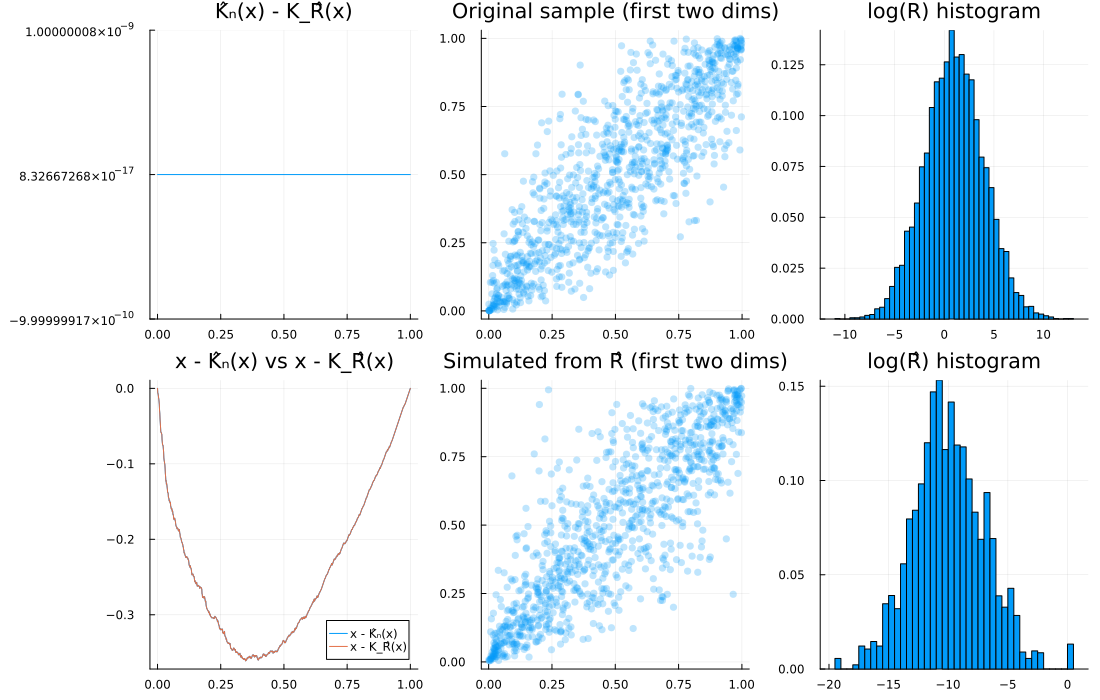 K̂ₙ(x) - K_R̂(x)
1.00000008×10⁻⁹
8.32667268×10⁻¹⁷
−9.99999917×10⁻¹⁰
0.00 0.25 0.50 0.75 1.00
Original sample (first two dims)
1.00
0.75
0.50
0.25
0.00
0.00 0.25 0.50 0.75 1.00
log(R) histogram
0.125
0.100
0.075
0.050
0.025
0.000
−10 −5 0 5 10
x - K̂ₙ(x) vs x - K_R̂(x)
0.0
−0.1
−0.2
−0.3
x - K̂ₙ(x)
x - K_R̂(x)
0.00 0.25 0.50 0.75 1.00
Simulated from R̂ (first two dims)
1.00
0.75
0.50
0.25
0.00
0.00 0.25 0.50 0.75 1.00
log(R̂) histogram
0.15
0.10
0.05
0.00
−20 −15 −10 −5 0